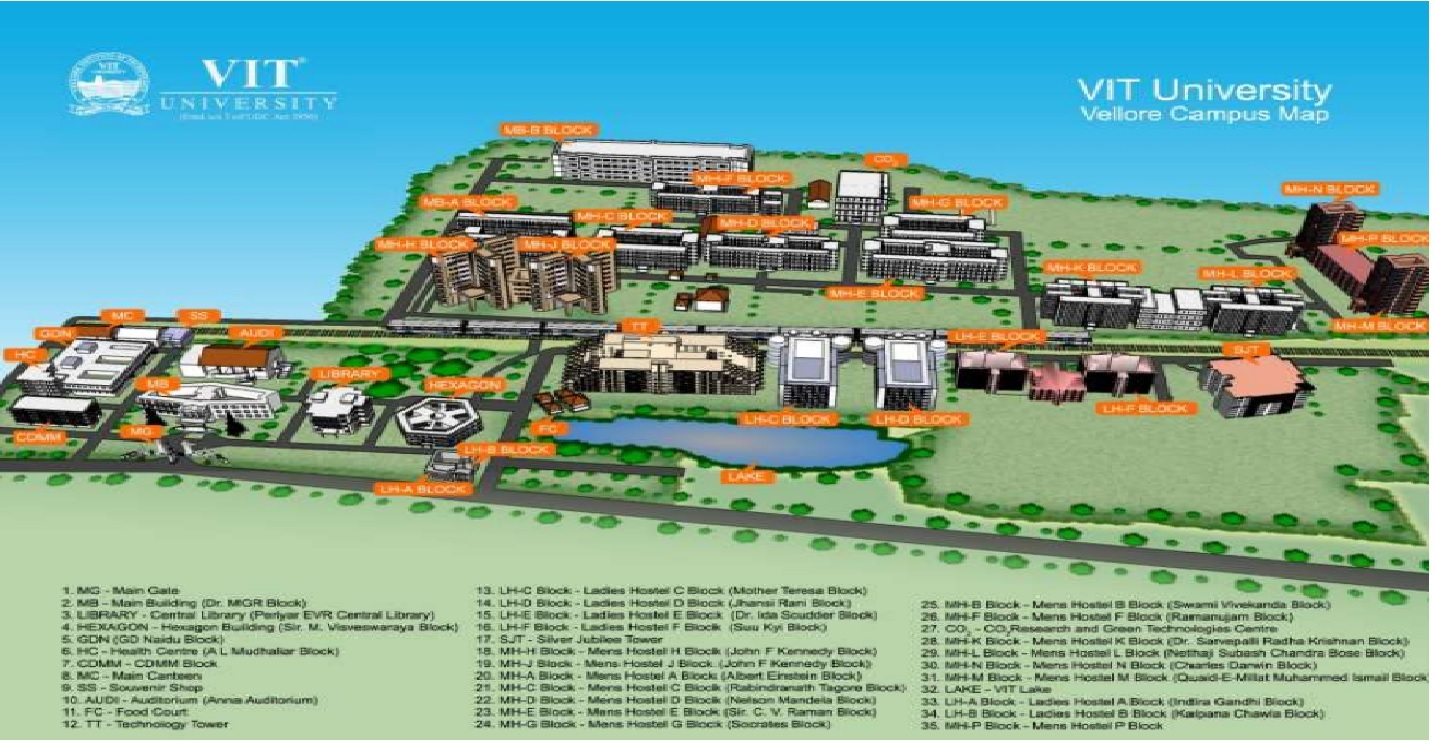 VIT®
UNIVERSITY
VIT University
Vellore Campus Map
MB-B BLOCK
CO2
MH-F BLOCK
MH-N BLOCK
MB-A BLOCK
MH-G BLOCK
MH-C BLOCK
MH-D BLOCK
MH-H BLOCK
MH-J BLOCK
MH-P BLOCK
MH-K BLOCK
MH-L BLOCK
MH-E BLOCK
MC
SS
TT
MH-M BLOCK
GDN
AUDI
LH-E BLOCK
HC
SJT
LIBRARY
MB
HEXAGON
LH-F BLOCK
LH-C BLOCK
LH-D BLOCK
CDMM
MG
FC
LH-B BLOCK
LAKE
LH-A BLOCK
1. MG - Main Gate
2. MB - Main Building (Dr. MGR Block)
3. LIBRARY - Central Library (Periyar EVR Central Library)
4. HEXAGON - Hexagon Building (Sir. M. Visweswaraya Block)
5. GDN (GD Naidu Block)
6. HC - Health Centre (A L Mudhaliar Block)
7. CDMM - CDMM Block
8. MC - Main Canteen
9. SS - Souvenir Shop
10. AUDI - Auditorium (Anna Auditorium)
11. FC - Food Court
12. TT - Technology Tower
13. LH-C Block - Ladies Hostel C Block (Mother Teresa Block)
14. LH-D Block - Ladies Hostel D Block (Jhansi Rani Block)
15. LH-E Block - Ladies Hostel E Block (Dr. Ida Scudder Block)
16. LH-F Block - Ladies Hostel F Block (Suu Kyi Block)
17. SJT - Silver Jubilee Tower
18. MH-H Block - Mens Hostel H Block (John F Kennedy Block)
19. MH-J Block - Mens Hostel J Block (John F Kennedy Block)
20. MH-A Block - Mens Hostel A Block (Albert Einstein Block)
21. MH-C Block - Mens Hostel C Block (Rabindranath Tagore Block)
22. MH-D Block - Mens Hostel D Block (Nelson Mandela Block)
23. MH-E Block - Mens Hostel E Block (Sir. C. V. Raman Block)
24. MH-G Block - Mens Hostel G Block (Socrates Block)
25. MH-B Block - Mens Hostel B Block (Swami Vivekanda Block)
26. MH-F Block - Mens Hostel F Block (Ramanujam Block)
27. CO2 - CO2 Research and Green Technologies Centre
28. MH-K Block - Mens Hostel K Block (Dr. Sarvepalli Radha Krishnan Block)
29. MH-L Block - Mens Hostel L Block (Nethaji Subash Chandra Bose Block)
30. MH-N Block - Mens Hostel N Block (Charles Darwin Block)
31. MH-M Block - Mens Hostel M Block (Quaid-E-Millat Muhammed Ismail Block
32. LAKE - VIT Lake
33. LH-A Block - Ladies Hostel A Block (Indira Gandhi Block)
34. LH-B Block - Ladies Hostel B Block (Kalpana Chawla Block)
35. MH-P Block - Mens Hostel P Block